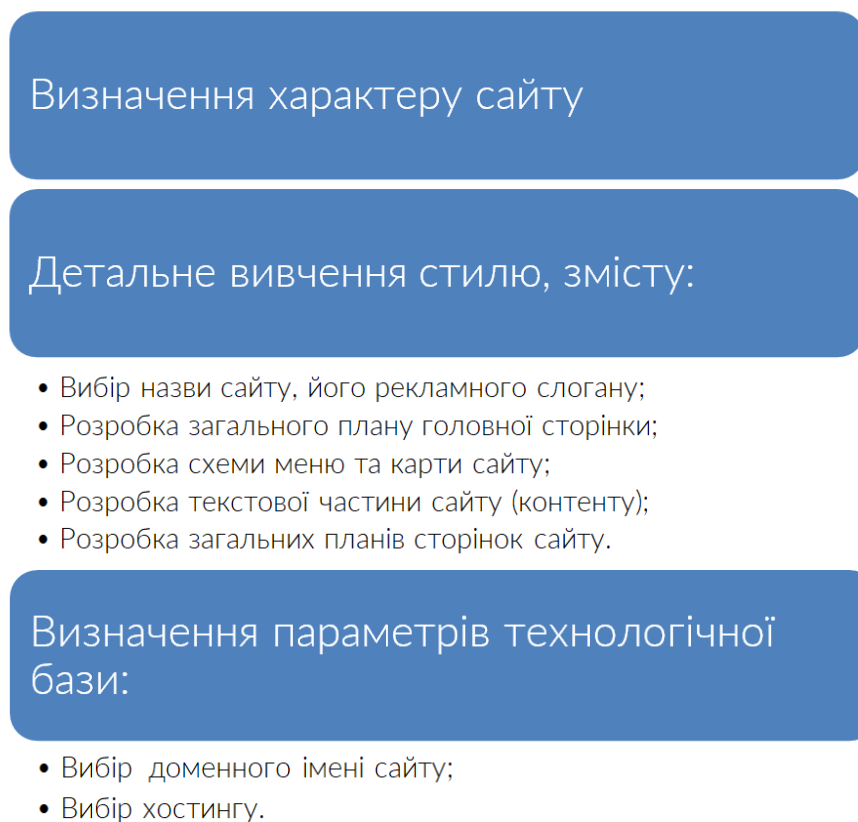 Визначення характеру сайту
Детальне вивчення стилю, змісту:
• Вибір назви сайту, його рекламного слогану;
• Розробка загального плану головної сторінки;
• Розробка схеми меню та карти сайту;
• Розробка текстової частини сайту (контенту);
• Розробка загальних планів сторінок сайту.
Визначення параметрів технологічної
бази:
• Вибір доменного імені сайту;
• Вибір хостингу.